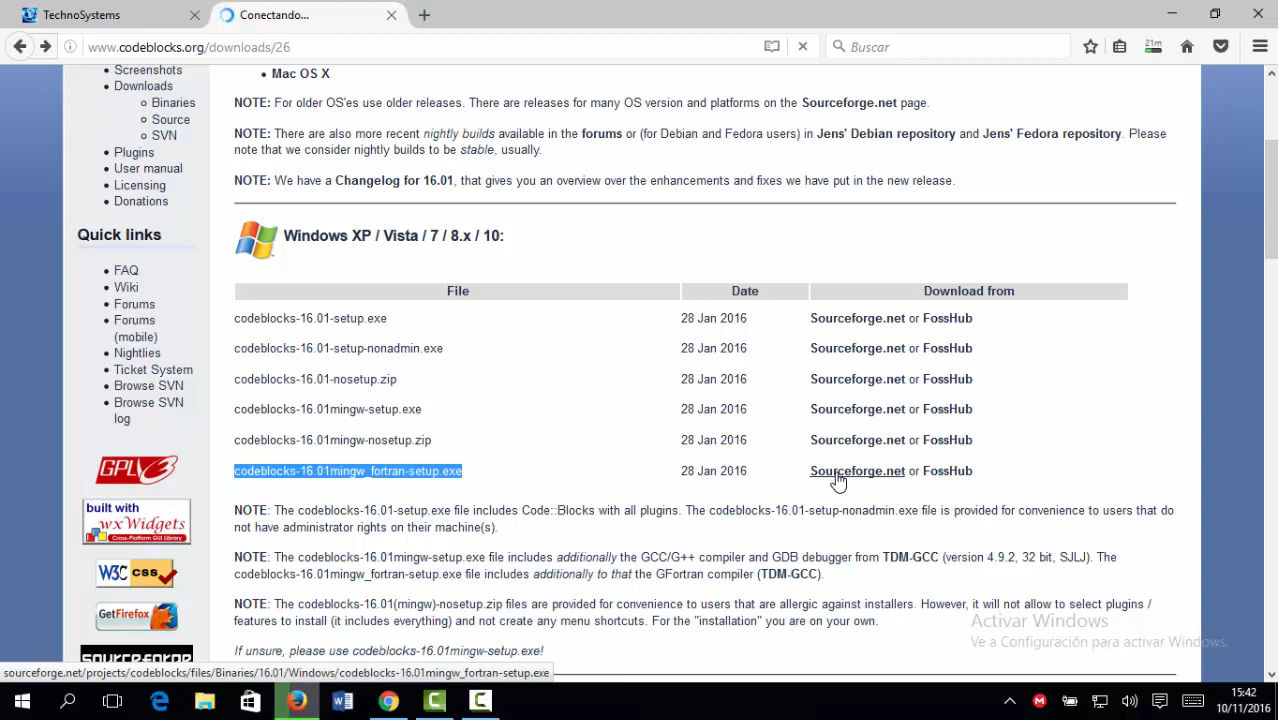 TechnoSystems
Conectando...
www.codeblocks.org/downloads/26
Buscar
21m
Screenshots
Downloads
Binaries
Source
SVN
Plugins
User manual
Licensing
Donations
Quick links
FAQ
Wiki
Forums
Forums
(mobile)
Nightlies
Ticket System
Browse SVN
Browse SVN
log
GPLv3
built with
wxWidgets
Cross-Platform GUI Library
W3C css
GetFirefox
SOURCEFORGE
Mac OS X
NOTE: For older OS'es use older releases. There are releases for many OS version and platforms on the Sourceforge.net page.
NOTE: There are also more recent nightly builds available in the forums or (for Debian and Fedora users) in Jens' Debian repository and Jens' Fedora repository. Please
note that we consider nightly builds to be stable, usually.
NOTE: We have a Changelog for 16.01, that gives you an overview over the enhancements and fixes we have put in the new release.
Windows XP / Vista / 7 / 8.x / 10:
File Date Download from
codeblocks-16.01-setup.exe 28 Jan 2016 Sourceforge.net or FossHub
codeblocks-16.01-setup-nonadmin.exe 28 Jan 2016 Sourceforge.net or FossHub
codeblocks-16.01-nosetup.zip 28 Jan 2016 Sourceforge.net or FossHub
codeblocks-16.01mingw-setup.exe 28 Jan 2016 Sourceforge.net or FossHub
codeblocks-16.01mingw-nosetup.zip 28 Jan 2016 Sourceforge.net or FossHub
codeblocks-16.01mingw_fortran-setup.exe 28 Jan 2016 Sourceforge.net or FossHub
NOTE: The codeblocks-16.01-setup.exe file includes Code::Blocks with all plugins. The codeblocks-16.01-setup-nonadmin.exe file is provided for convenience to users that do
not have administrator rights on their machine(s).
NOTE: The codeblocks-16.01mingw-setup.exe file includes additionally the GCC/G++ compiler and GDB debugger from TDM-GCC (version 4.9.2, 32 bit, SJLJ). The
codeblocks-16.01mingw_fortran-setup.exe file includes additionally to that the GFortran compiler (TDM-GCC).
NOTE: The codeblocks-16.01(mingw)-nosetup.zip files are provided for convenience to users that are allergic against installers. However, it will not allow to select plugins /
features to install (it includes everything) and not create any menu shortcuts. For the "installation" you are on your own.
If unsure, please use codeblocks-16.01mingw-setup.exe!
Activar Windows
Ve a Configuración para activar Windows.
sourceforge.net/projects/codeblocks/files/Binaries/16.01/Windows/codeblocks-16.01mingw_fortran-setup.exe
15:42
10/11/2016